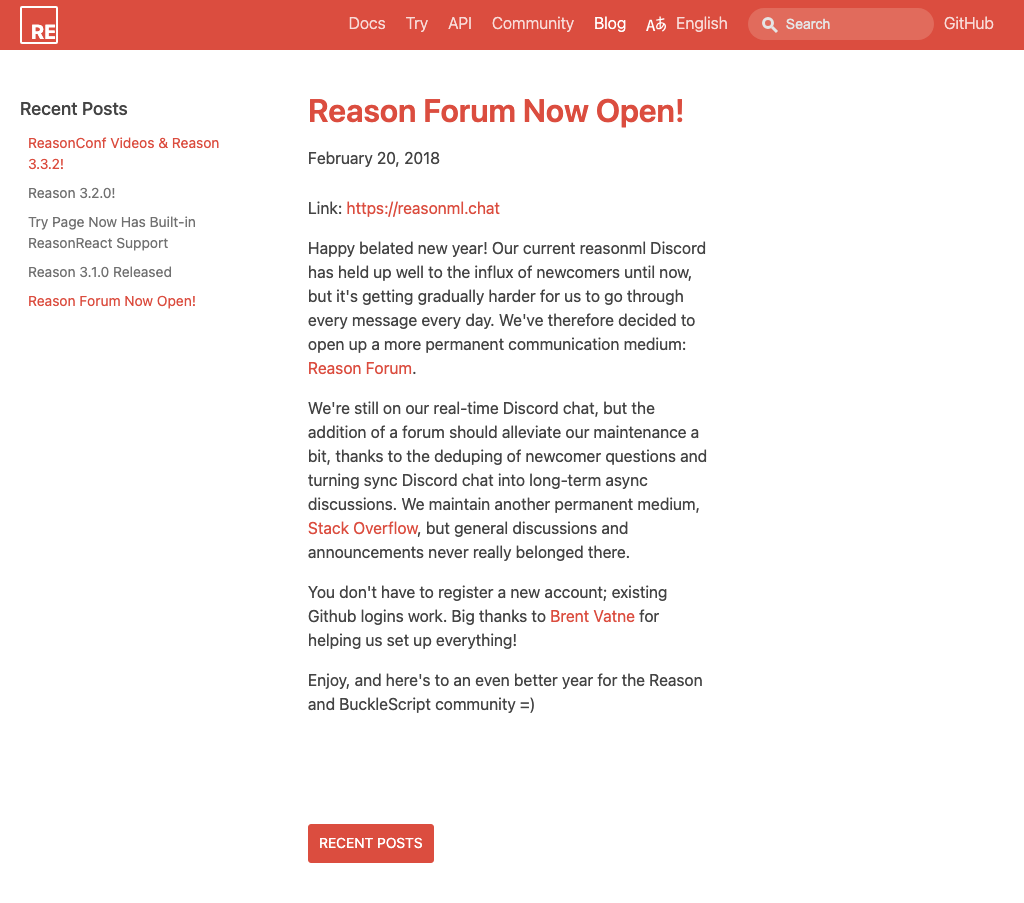 RE
Docs Try API Community Blog Aあ English Search GitHub
Recent Posts
ReasonConf Videos & Reason
3.3.2!
Reason 3.2.0!
Try Page Now Has Built-in
ReasonReact Support
Reason 3.1.0 Released
Reason Forum Now Open!
Reason Forum Now Open!
February 20, 2018
Link: https://reasonml.chat
Happy belated new year! Our current reasonml Discord
has held up well to the influx of newcomers until now,
but it's getting gradually harder for us to go through
every message every day. We've therefore decided to
open up a more permanent communication medium:
Reason Forum.
We're still on our real-time Discord chat, but the
addition of a forum should alleviate our maintenance a
bit, thanks to the deduping of newcomer questions and
turning sync Discord chat into long-term async
discussions. We maintain another permanent medium,
Stack Overflow, but general discussions and
announcements never really belonged there.
You don't have to register a new account; existing
Github logins work. Big thanks to Brent Vatne for
helping us set up everything!
Enjoy, and here's to an even better year for the Reason
and BuckleScript community =)
RECENT POSTS